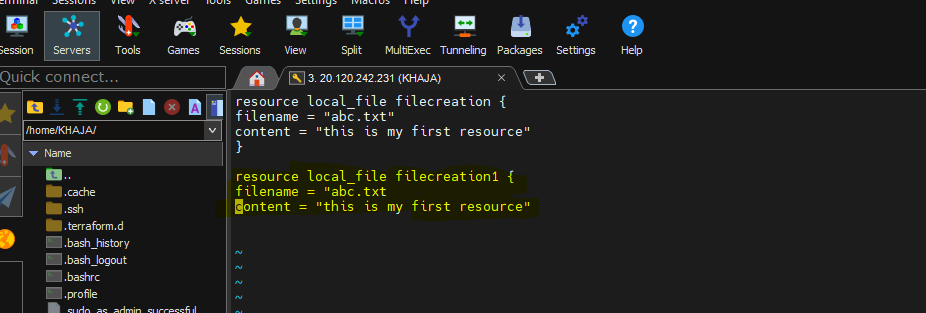 Terminal Sessions View X server Tools Games Settings Macros Help
Session Servers Tools Games Sessions View Split MultiExec Tunneling Packages Settings Help
Quick connect...
3. 20.120.242.231 (KHAJA)
/home/KHAJA/
Name
..
.cache
.ssh
.terraform.d
.bash_history
.bash_logout
.bashrc
.profile
.sudo_as_admin_successful
resource local_file filecreation {
filename = "abc.txt"
content = "this is my first resource"
}
resource local_file filecreation1 {
filename = "abc.txt
content = "this is my first resource"
~
~
~
~
~